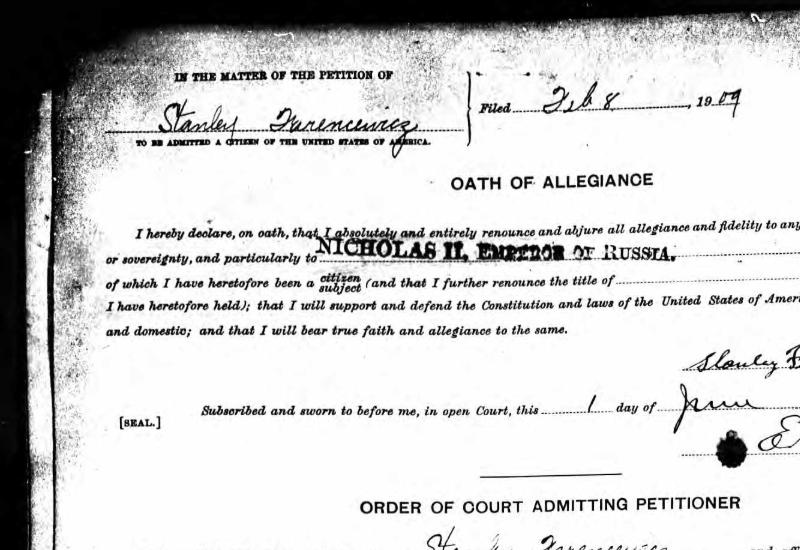 IN THE MATTER OF THE PETITION OF
Stanley Farencewicz
TO BE ADMITTED A CITIZEN OF THE UNITED STATES OF AMERICA.
Filed Feb 8, 1909
OATH OF ALLEGIANCE
I hereby declare, on oath, that I absolutely and entirely renounce and abjure all allegiance and fidelity to any
or sovereignty, and particularly to NICHOLAS II, EMPEROR OF RUSSIA.
of which I have heretofore been a citizen subject (and that I further renounce the title of
I have heretofore held); that I will support and defend the Constitution and laws of the United States of Amer
and domestic; and that I will bear true faith and allegiance to the same.
Stanley F
Subscribed and sworn to before me, in open Court, this 1 day of June
[SEAL.]
E
ORDER OF COURT ADMITTING PETITIONER
Stanley Farencewicz